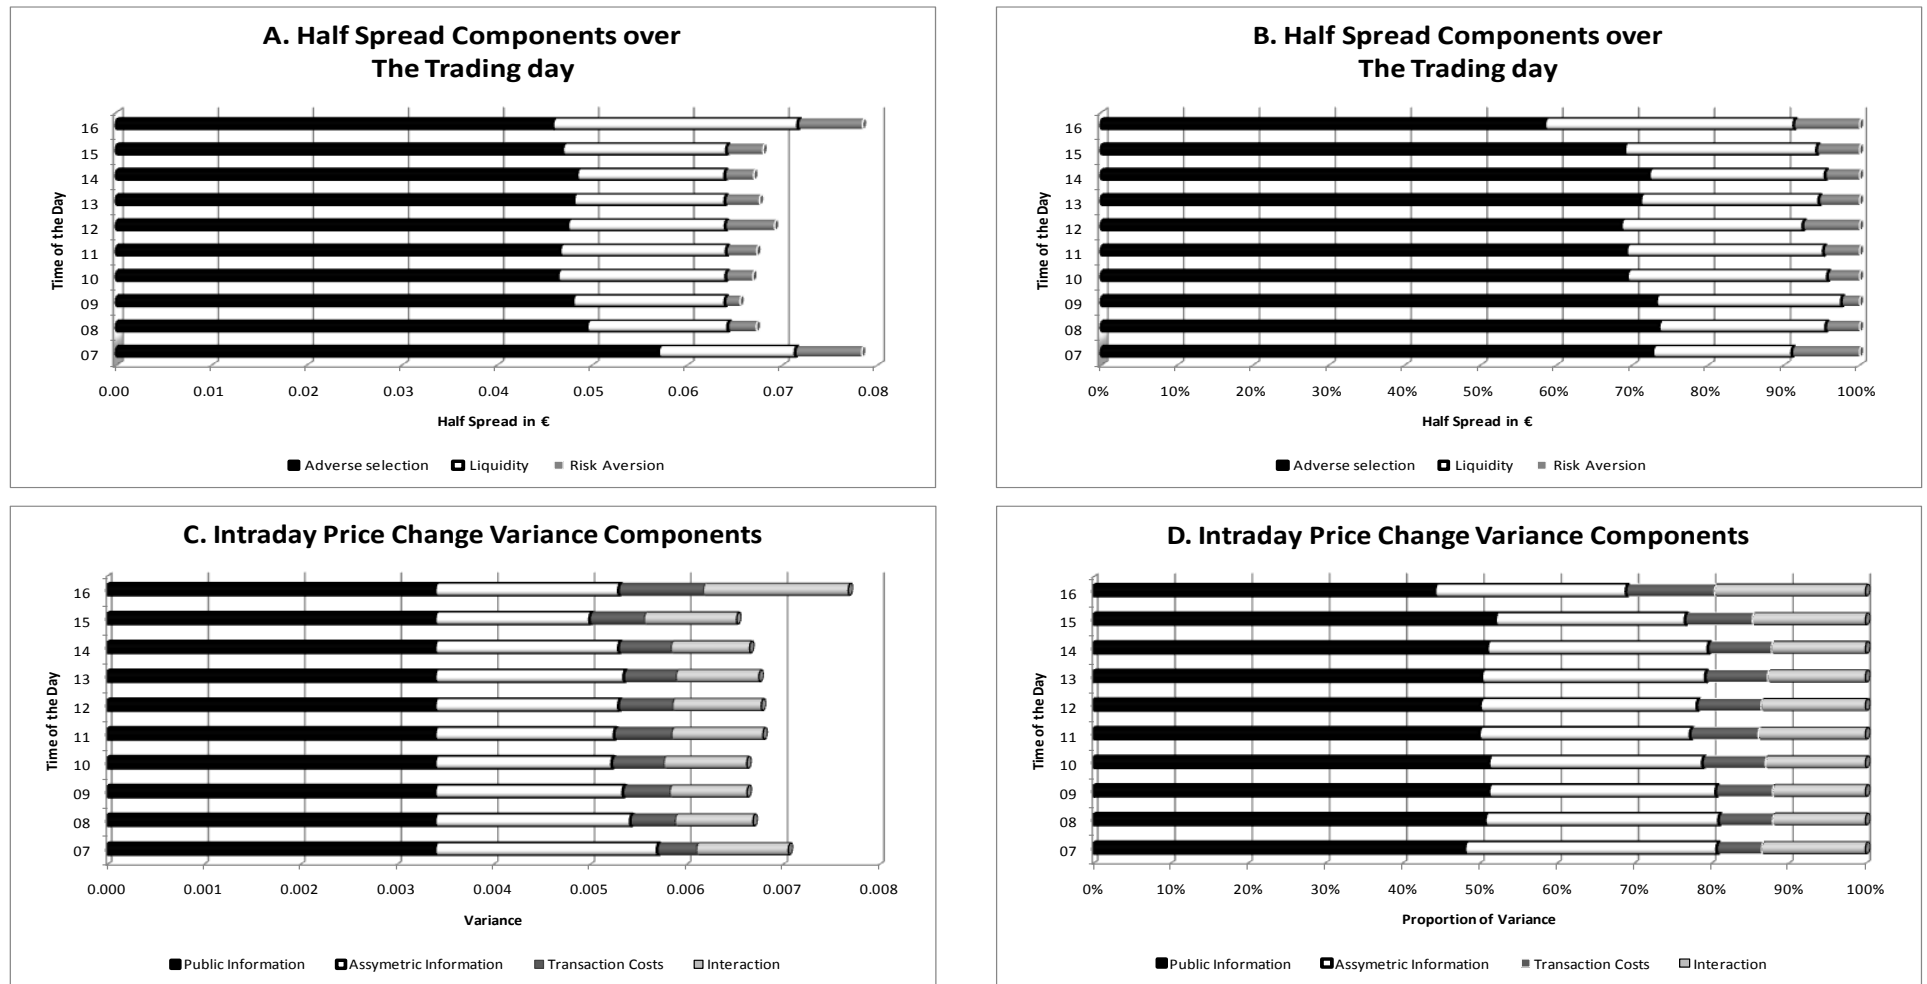 A. Half Spread Components over
The Trading day
Time of the Day
16
15
14
13
12
11
10
09
08
07
0.00 0.01 0.02 0.03 0.04 0.05 0.06 0.07 0.08
Half Spread in €
Adverse selection Liquidity Risk Aversion
B. Half Spread Components over
The Trading day
Time of the Day
16
15
14
13
12
11
10
09
08
07
0% 10% 20% 30% 40% 50% 60% 70% 80% 90% 100%
Half Spread in €
Adverse selection Liquidity Risk Aversion
C. Intraday Price Change Variance Components
Time of the Day
16
15
14
13
12
11
10
09
08
07
0.000 0.001 0.002 0.003 0.004 0.005 0.006 0.007 0.008
Variance
Public Information Assymetric Information Transaction Costs Interaction
D. Intraday Price Change Variance Components
Time of the Day
16
15
14
13
12
11
10
09
08
07
0% 10% 20% 30% 40% 50% 60% 70% 80% 90% 100%
Proportion of Variance
Public Information Assymetric Information Transaction Costs Interaction